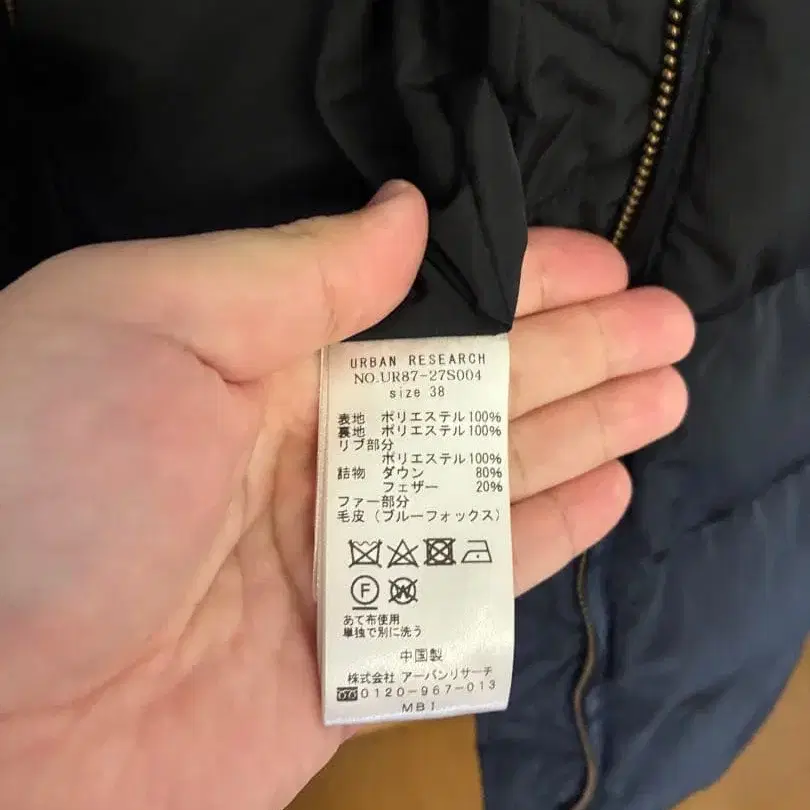 URBAN RESEARCH
NO.UR87-27S004
size 38
表地 ポリエステル100%
裏地 ポリエステル100%
リブ部分
ポリエステル100%
詰物 ダウン 80%
フェザー 20%
ファー部分
毛皮（ブルーフォックス）
F W
あて布使用
単独で別に洗う
中国製
株式会社 アーバンリサーチ
0120-967-013
MBI